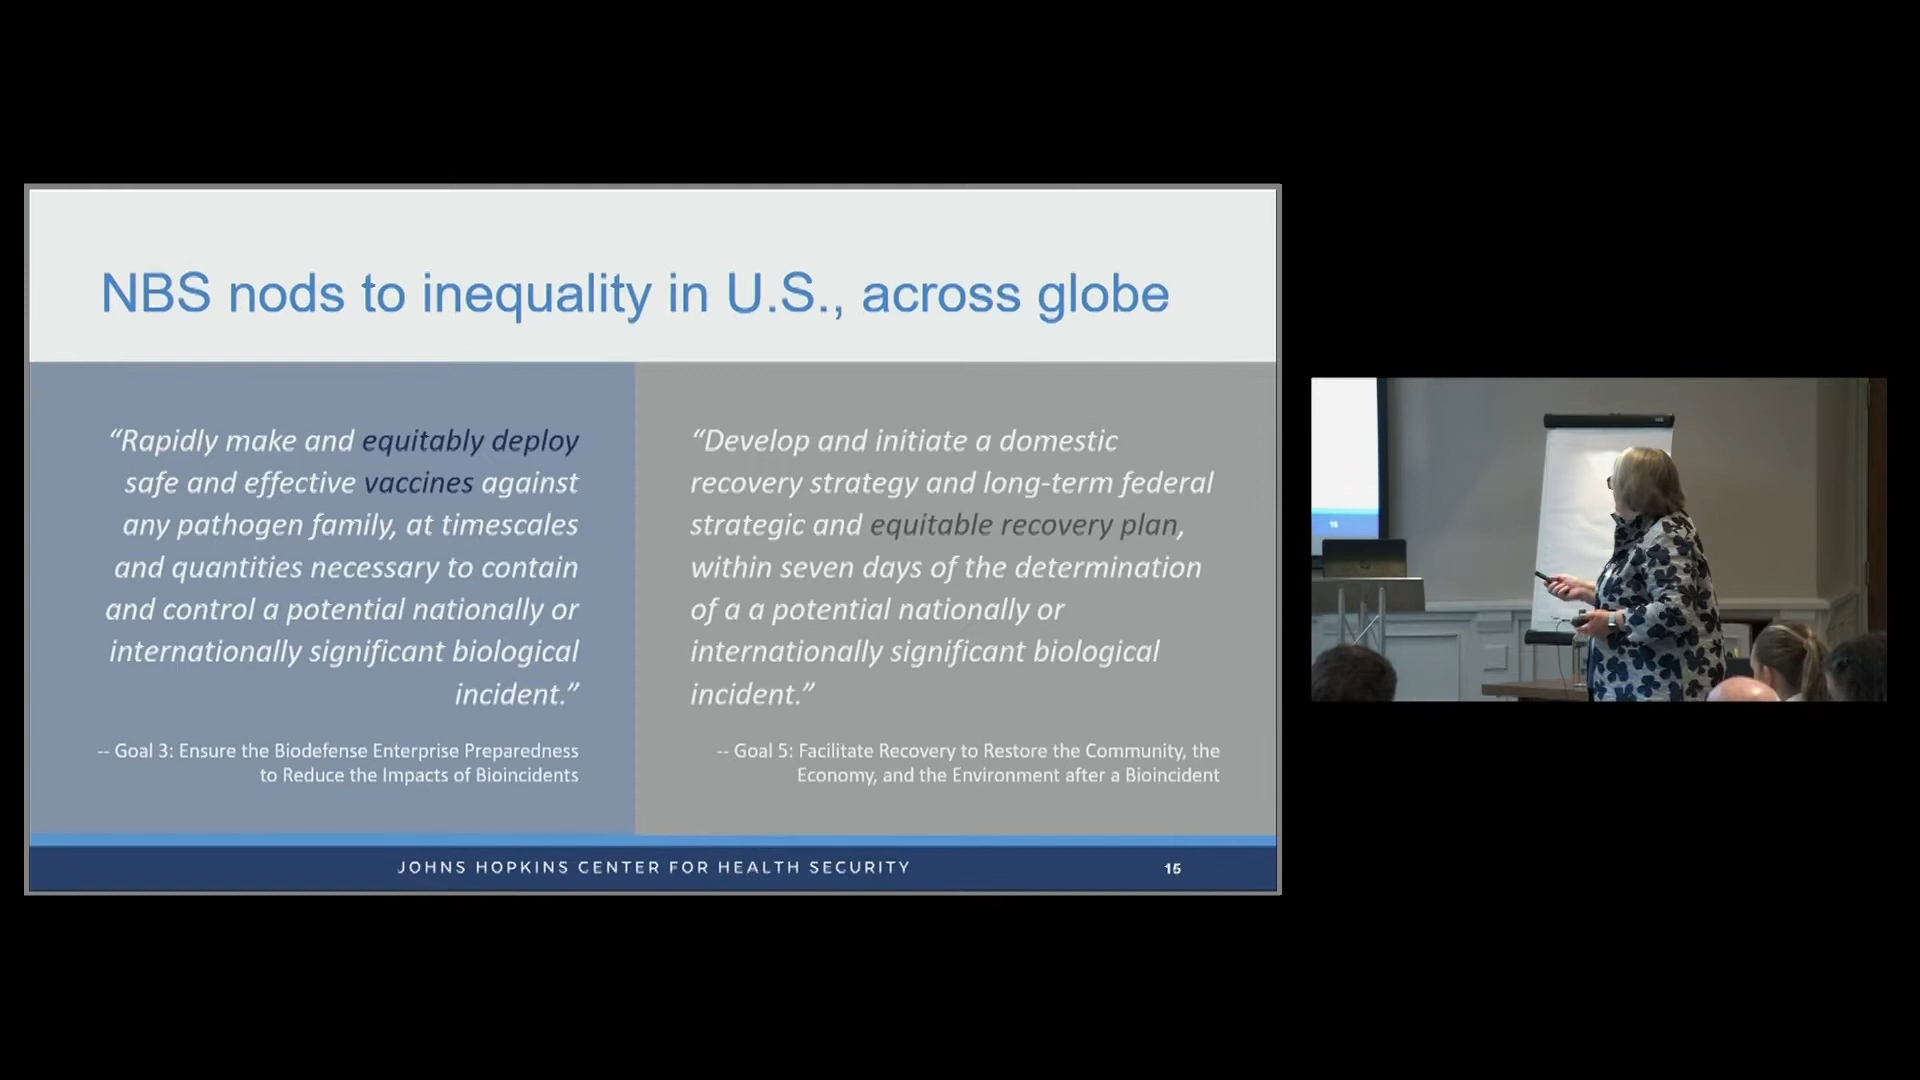 NBS nods to inequality in U.S., across globe
“Rapidly make and equitably deploy
safe and effective vaccines against
any pathogen family, at timescales
and quantities necessary to contain
and control a potential nationally or
internationally significant biological
incident.”
-- Goal 3: Ensure the Biodefense Enterprise Preparedness
to Reduce the Impacts of Bioincidents
“Develop and initiate a domestic
recovery strategy and long-term federal
strategic and equitable recovery plan,
within seven days of the determination
of a a potential nationally or
internationally significant biological
incident.”
-- Goal 5: Facilitate Recovery to Restore the Community, the
Economy, and the Environment after a Bioincident
JOHNS HOPKINS CENTER FOR HEALTH SECURITY
15